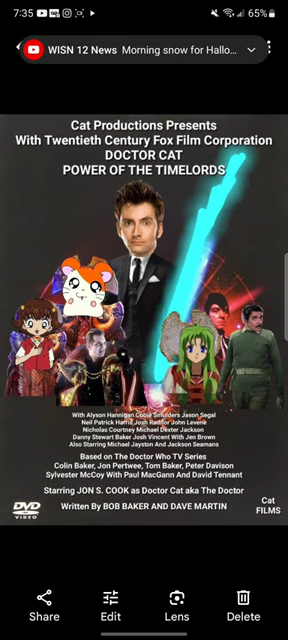 7:35
65%
WISN 12 News Morning snow for Hallo...
Cat Productions Presents
With Twentieth Century Fox Film Corporation
DOCTOR CAT
POWER OF THE TIMELORDS
With Alyson Hannigan Cobie Smulders Jason Segal
Neil Patrick Harris Josh Radnor John Levene
Nicholas Courtney Michael Dexter Jackson
Danny Stewart Baker Josh Vincent With Jen Brown
Also Starring Michael Jayston And Jackson Seamans
Based on The Doctor Who TV Series
Colin Baker, Jon Pertwee, Tom Baker, Peter Davison
Sylvester McCoy With Paul MacGann And David Tennant
Starring JON S. COOK as Doctor Cat aka The Doctor
Written By BOB BAKER AND DAVE MARTIN
Cat
FILMS
DVD
VIDEO
Share
Edit
Lens
Delete